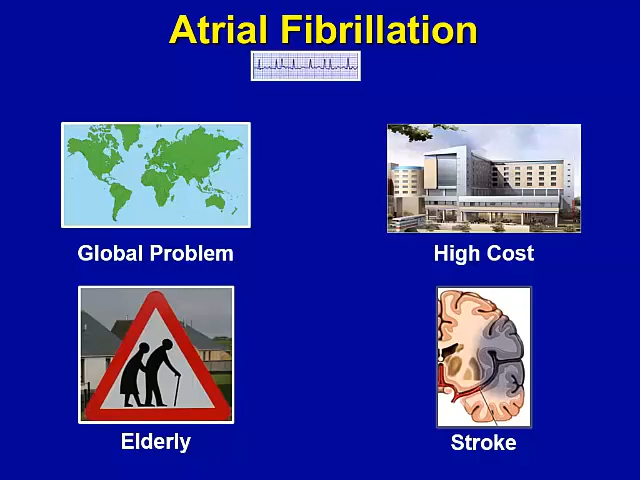 Atrial Fibrillation
Global Problem
High Cost
Elderly
Stroke